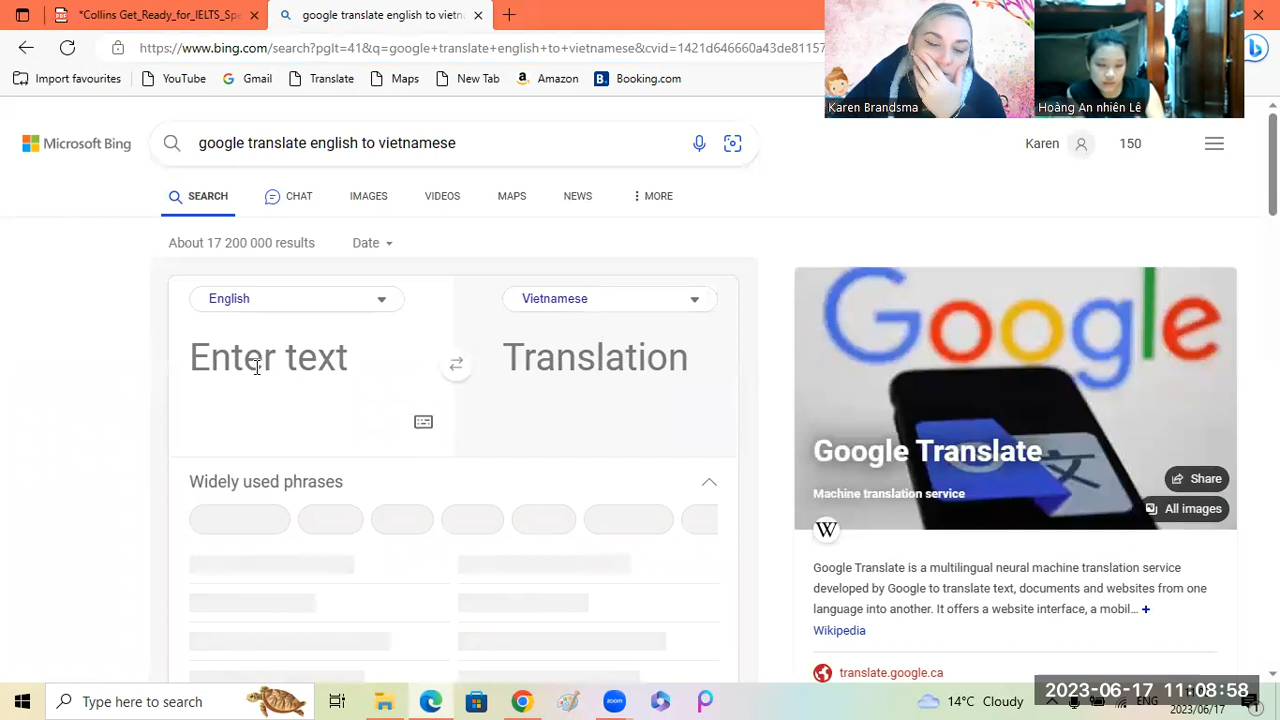 "Collins Get_Ready_for_IELTS_Spe
google translate english to vietn
https://www.bing.com/search?pglt=41&q=google+translate+english+to+vietnamese&cvid=1421d646660a43de81157
Import favourites
YouTube
Gmail
Translate
Maps
New Tab
Amazon
Booking.com
Karen Brandsma
Hoàng An nhiên Lê
Microsoft Bing
google translate english to vietnamese
Karen
150
SEARCH
CHAT
IMAGES
VIDEOS
MAPS
NEWS
MORE
About 17 200 000 results
Date
English
Vietnamese
Enter text
Translation
Widely used phrases
Google
Google Translate
Machine translation service
Share
All images
W
Google Translate is a multilingual neural machine translation service
developed by Google to translate text, documents and websites from one
language into another. It offers a website interface, a mobil… +
Wikipedia
translate.google.ca
Type here to search
zoom
14°C Cloudy
ENG
2023-06-17 11:08:58
2023/06/17